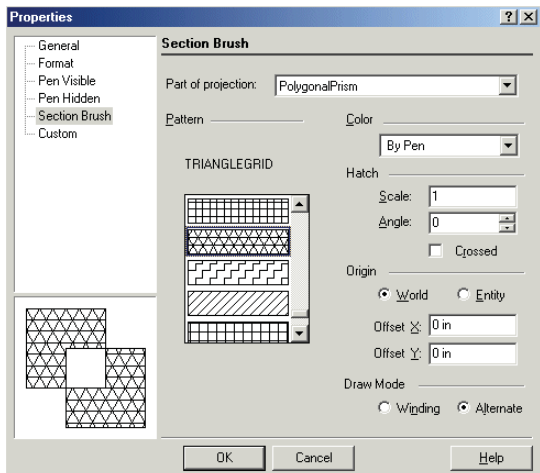 Properties
General
Format
Pen Visible
Pen Hidden
Section Brush
Custom
Section Brush
Part of projection: PolygonalPrism
Pattern
TRIANGLEGRID
Color
By Pen
Hatch
Scale: 1
Angle: 0
Crossed
Origin
World Entity
Offset X: 0 in
Offset Y: 0 in
Draw Mode
Winding Alternate
OK Cancel Help